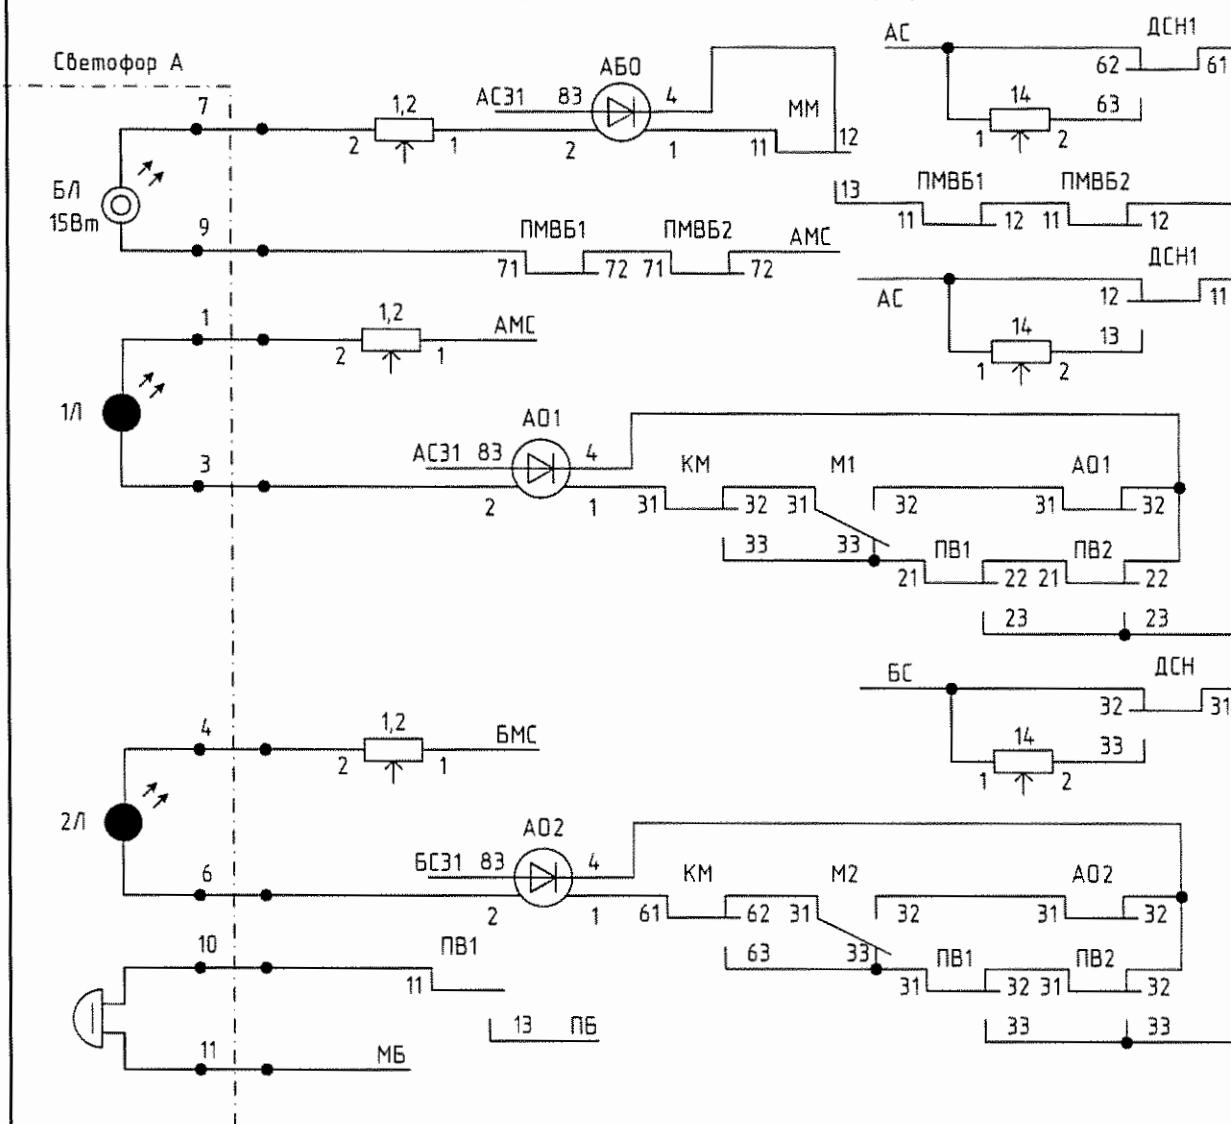 АС
ДСН1
62
61
Светофор А
АБО
1,2
АСЗ1 83
4
ММ
14
63
7
2
1
2
1
11
12
1
2
БЛ
15Вт
13
ПМВБ1
ПМВБ2
11
12
11
12
9
ПМВБ1
ПМВБ2
АМС
71
72
71
72
ДСН1
АС
12
11
1
1,2
АМС
14
13
2
1
1
2
1Л
АО1
АСЗ1 83
4
КМ
М1
АО1
3
2
1
31
32
31
32
31
32
33
33
ПВ1
ПВ2
21
22
21
22
23
23
БС
ДСН
32
31
4
1,2
БМС
14
33
2
1
1
2
2Л
АО2
БСЗ1 83
4
КМ
М2
АО2
6
2
1
61
62
31
32
31
32
10
ПВ1
63
33
ПВ1
ПВ2
11
31
32
31
32
13
ПБ
33
33
11
МБ